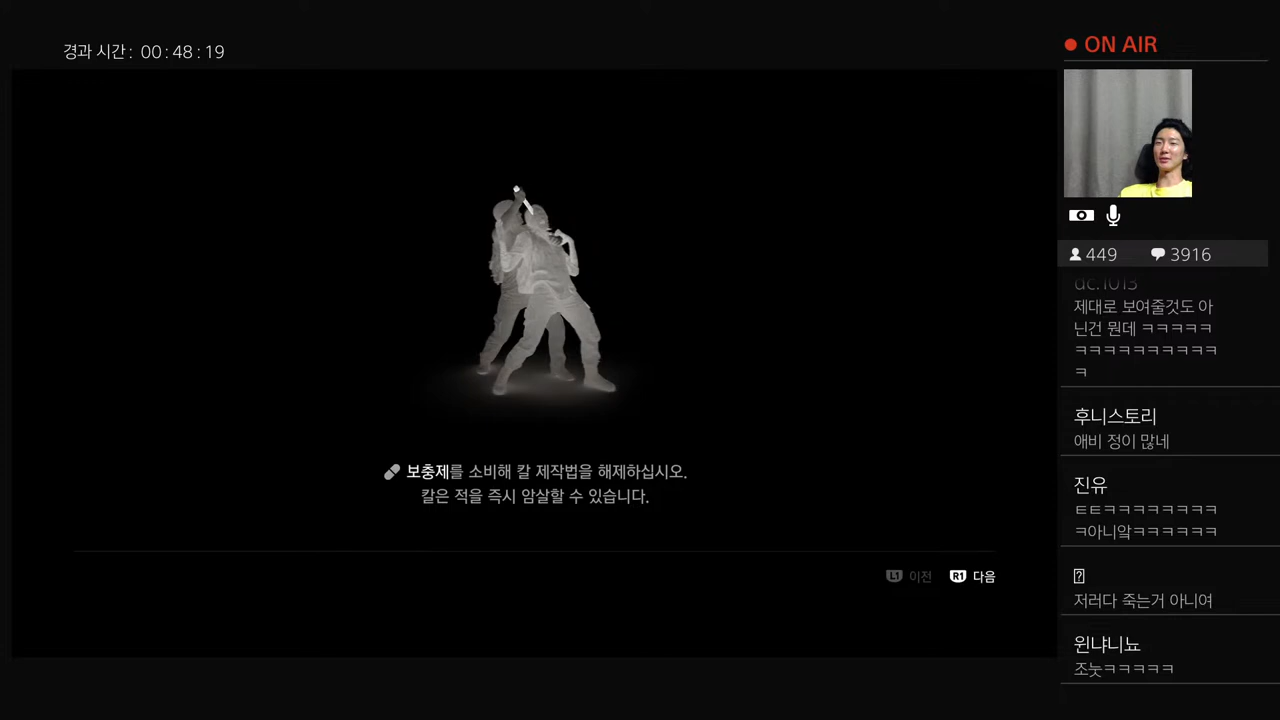 경과 시간: 00:48:19
ON AIR
449 3916
dc.1013
제대로 보여줄것도 아
닌건 뭔데 ㅋㅋㅋㅋㅋ
ㅋㅋㅋㅋㅋㅋㅋㅋㅋㅋ
ㅋ
후니스토리
애비 정이 많네
진유
ㅌㅌㅋㅋㅋㅋㅋㅋㅋㅋ
ㅋ아니앜ㅋㅋㅋㅋㅋㅋ
?
저러다 죽는거 아니여
윈냐니뇨
조눗ㅋㅋㅋㅋㅋ
보충제를 소비해 칼 제작법을 해제하십시오.
칼은 적을 즉시 암살할 수 있습니다.
L1 이전 R1 다음